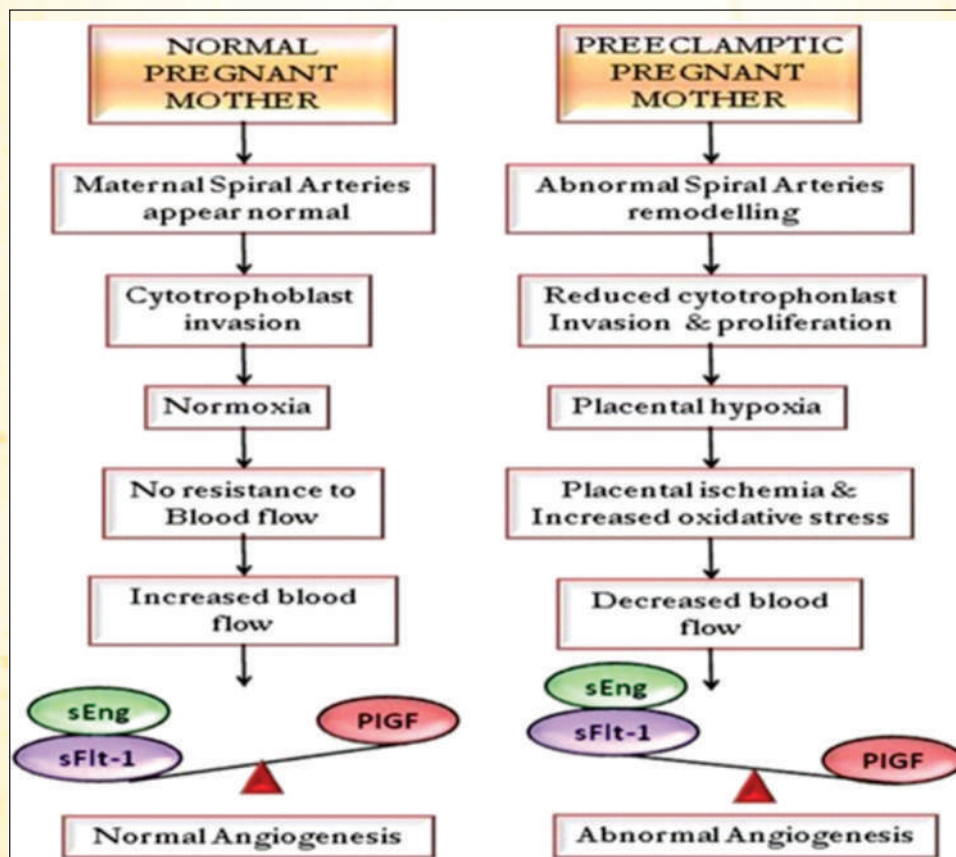 NORMAL
PREGNANT
MOTHER
Maternal Spiral Arteries
appear normal
Cytotrophoblast
invasion
Normoxia
No resistance to
Blood flow
Increased blood
flow
sEng
sFlt-1
PIGF
Normal Angiogenesis
PREECLAMPTIC
PREGNANT
MOTHER
Abnormal Spiral Arteries
remodelling
Reduced cytotrophonlast
Invasion & proliferation
Placental hypoxia
Placental ischemia &
Increased oxidative stress
Decreased blood
flow
sEng
sFlt-1
PIGF
Abnormal Angiogenesis